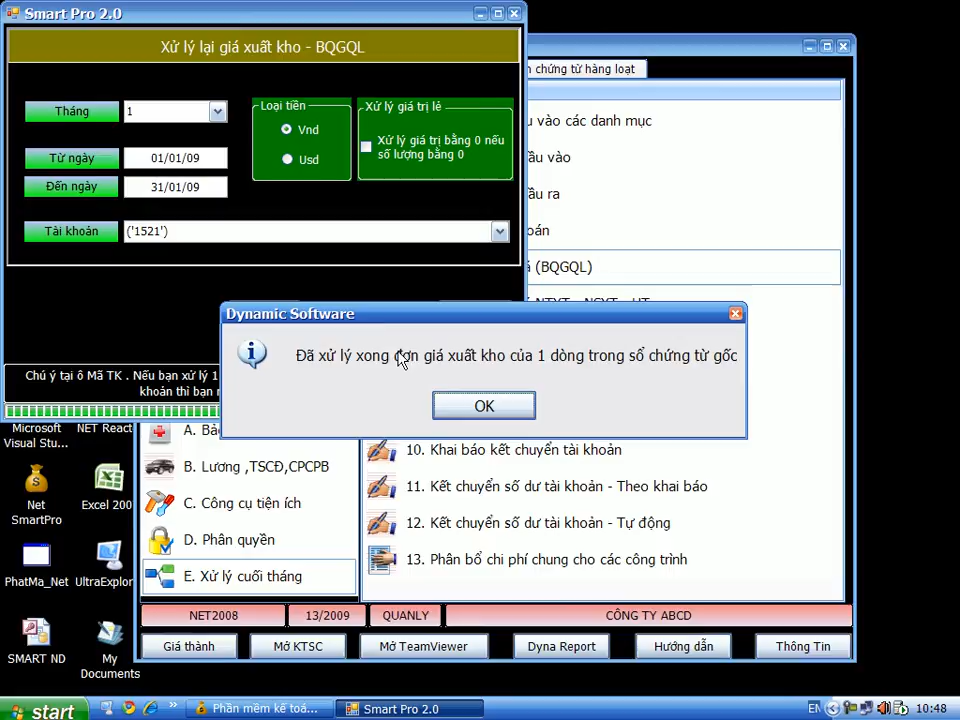 Smart Pro 2.0
Xử lý lại giá xuất kho - BQGQL
Tháng
1
Từ ngày
01/01/09
Đến ngày
31/01/09
Tài khoản
('1521')
Loại tiền
Vnd
Usd
Xử lý giá trị lẻ
Xử lý giá trị bằng 0 nếu
số lượng bằng 0
chứng từ hàng loạt
vào các danh mục
vào
ra
(BQGQL)
Dynamic Software
Đã xử lý xong đơn giá xuất kho của 1 dòng trong sổ chứng từ gốc
OK
Chú ý tại ô Mã TK . Nếu bạn xử lý 1
khoản thì bạn
A.
B. Lương ,TSCĐ,CPCPB
C. Công cụ tiện ích
D. Phân quyền
E. Xử lý cuối tháng
10. Khai báo kết chuyển tài khoản
11. Kết chuyển số dư tài khoản - Theo khai báo
12. Kết chuyển số dư tài khoản - Tự động
13. Phân bổ chi phí chung cho các công trình
NET2008
13/2009
QUANLY
CÔNG TY ABCD
Giá thành
Mở KTSC
Mở TeamViewer
Dyna Report
Hướng dẫn
Thông Tin
Microsoft
Visual Stu...
NET React
Net
SmartPro
Excel 200
PhatMa_Net
UltraExplor
SMART ND
My
Documents
start
Phần mềm kế toá...
Smart Pro 2.0
EN
10:48